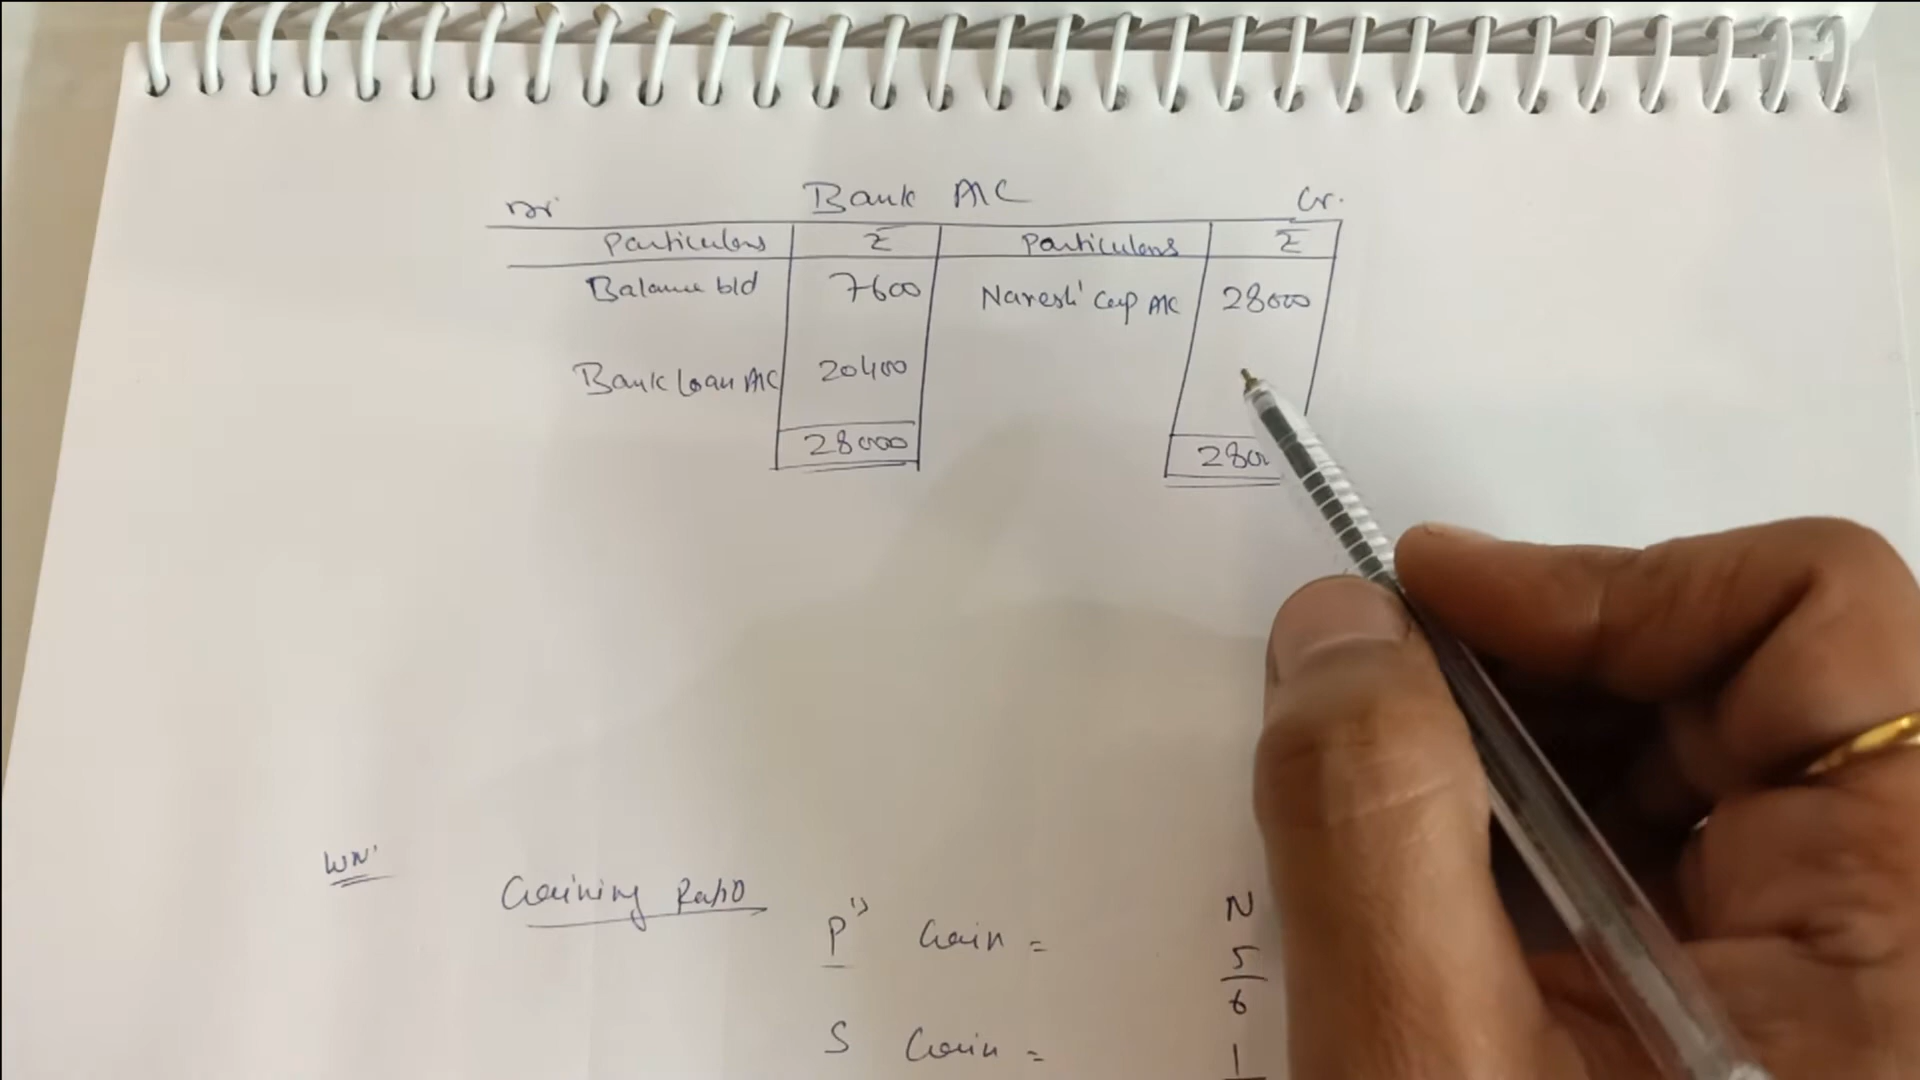 Dr Bank A/C Cr.
Particulars ₹ Particulars ₹
Balance b/d 7600 Naresh' Cap A/c 28000
Bank Loan A/C 20400
28000 280
WN'
Gaining Ratio
P's Gain = N
5
6
S Gain = 1